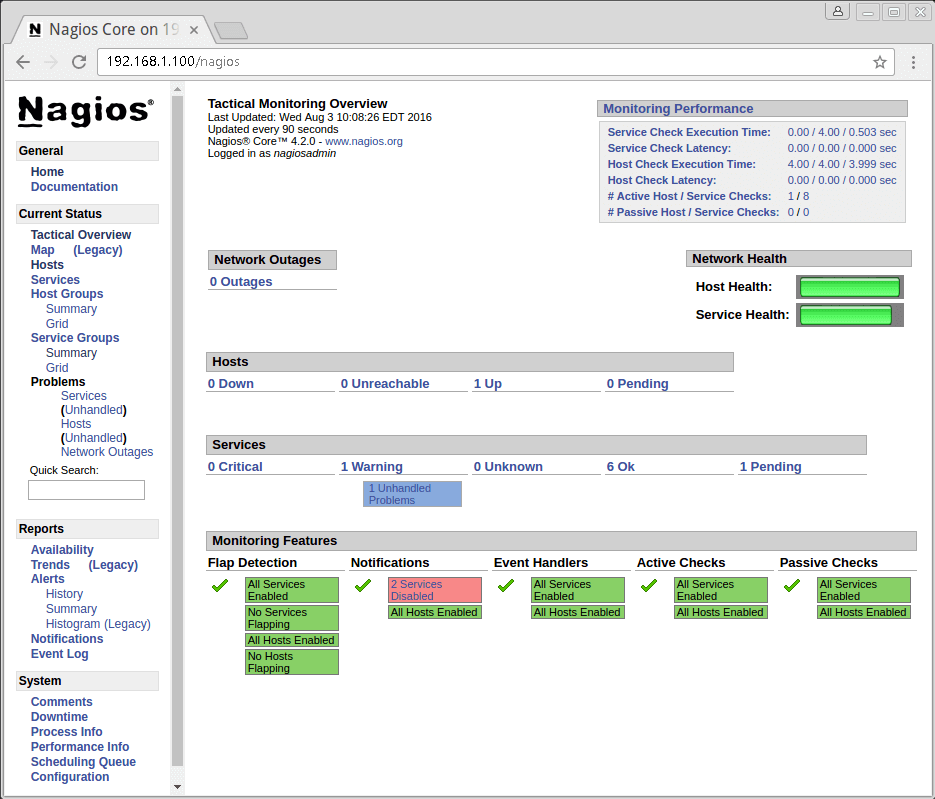 Nagios Core on 19
192.168.1.100/nagios
Nagios®
General
Home
Documentation
Current Status
Tactical Overview
Map (Legacy)
Hosts
Services
Host Groups
Summary
Grid
Service Groups
Summary
Grid
Problems
Services
(Unhandled)
Hosts
(Unhandled)
Network Outages
Quick Search:
Reports
Availability
Trends (Legacy)
Alerts
History
Summary
Histogram (Legacy)
Notifications
Event Log
System
Comments
Downtime
Process Info
Performance Info
Scheduling Queue
Configuration
Tactical Monitoring Overview
Last Updated: Wed Aug 3 10:08:26 EDT 2016
Updated every 90 seconds
Nagios® Core™ 4.2.0 - www.nagios.org
Logged in as nagiosadmin
Monitoring Performance
Service Check Execution Time: 0.00 / 4.00 / 0.503 sec
Service Check Latency: 0.00 / 0.00 / 0.000 sec
Host Check Execution Time: 4.00 / 4.00 / 3.999 sec
Host Check Latency: 0.00 / 0.00 / 0.000 sec
# Active Host / Service Checks: 1 / 8
# Passive Host / Service Checks: 0 / 0
Network Outages
0 Outages
Network Health
Host Health:
Service Health:
Hosts
0 Down 0 Unreachable 1 Up 0 Pending
Services
0 Critical 1 Warning 0 Unknown 6 Ok 1 Pending
1 Unhandled
Problems
Monitoring Features
Flap Detection Notifications Event Handlers Active Checks Passive Checks
All Services
Enabled
No Services
Flapping
All Hosts Enabled
No Hosts
Flapping
2 Services
Disabled
All Hosts Enabled
All Services
Enabled
All Hosts Enabled
All Services
Enabled
All Hosts Enabled
All Services
Enabled
All Hosts Enabled